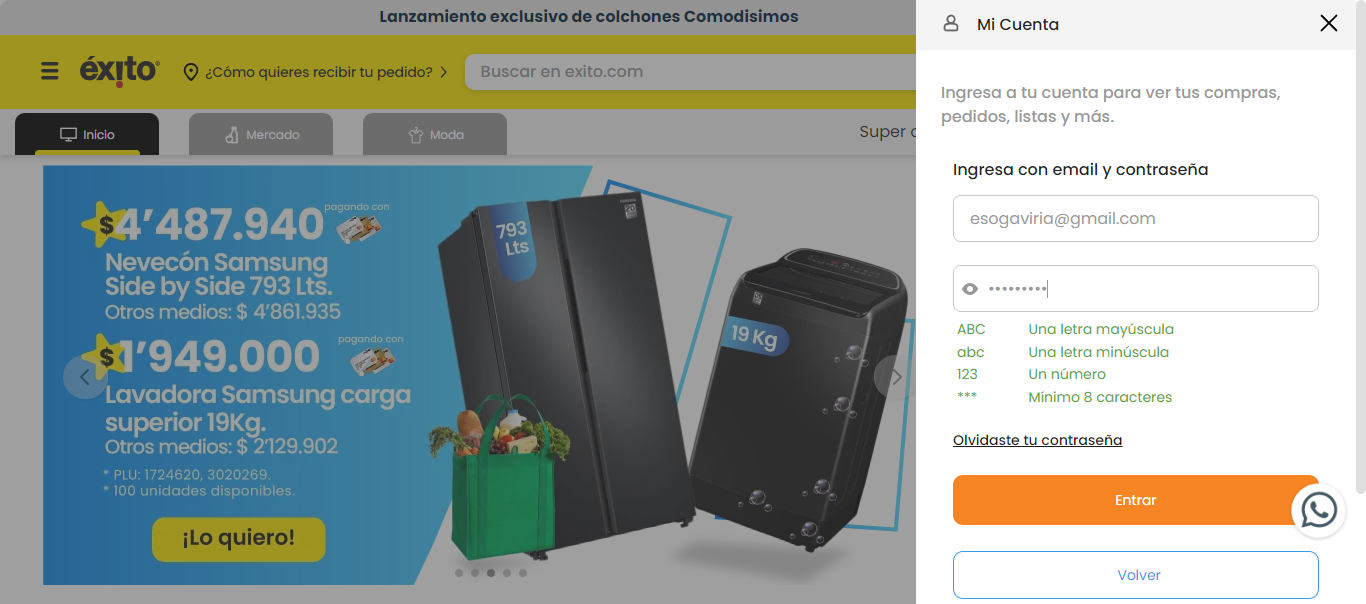 Lanzamiento exclusivo de colchones Comodisimos
éxito
¿Cómo quieres recibir tu pedido?
Buscar en exito.com
Inicio
Mercado
Moda
Super
$4’487.940
pagando con
Nevecón Samsung
Side by Side 793 Lts.
Otros medios: $ 4’861.935
$1’949.000
pagando con
Lavadora Samsung carga
superior 19Kg.
Otros medios: $ 2’129.902
* PLU: 1724620, 3020269.
* 100 unidades disponibles.
¡Lo quiero!
793
Lts
19 Kg
Mi Cuenta
Ingresa a tu cuenta para ver tus compras,
pedidos, listas y más.
Ingresa con email y contraseña
esogaviria@gmail.com
•••••••••
ABC Una letra mayúscula
abc Una letra minúscula
123 Un número
*** Mínimo 8 caracteres
Olvidaste tu contraseña
Entrar
Volver